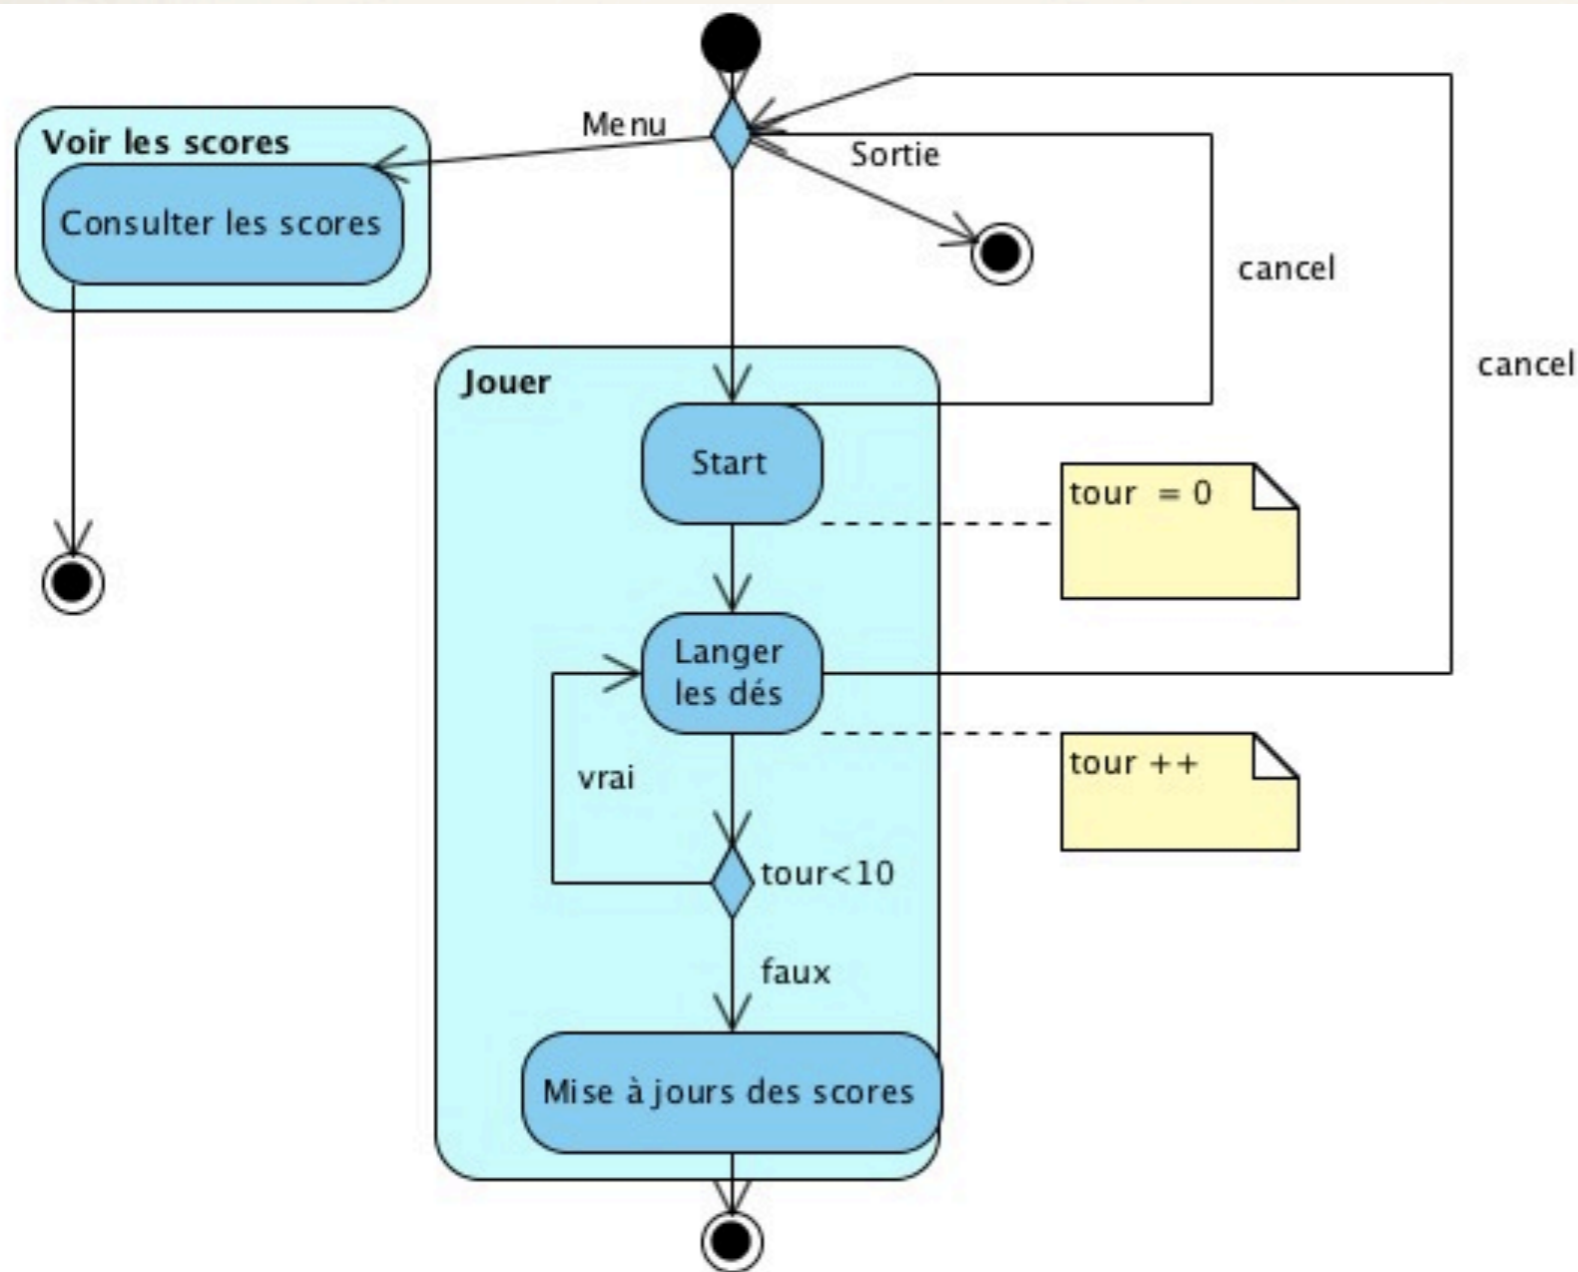 Menu
Voir les scores
Sortie
Consulter les scores
cancel
cancel
Jouer
Start
tour = 0
Langer
les dés
tour ++
vrai
tour<10
faux
Mise à jours des scores